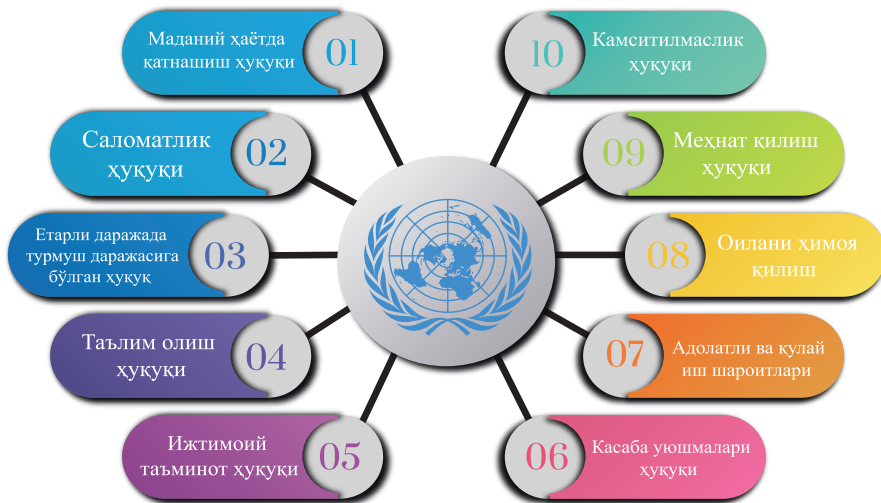 Маданий ҳаётда
қатнашиш ҳуқуқи
01
Саломатлик
ҳуқуқи
02
Етарли даражада
турмуш даражасига
бўлган ҳуқуқ
03
Таълим олиш
ҳуқуқи
04
Ижтимоий
таъминот ҳуқуқи
05
10
Камситилмаслик
ҳуқуқи
09
Меҳнат қилиш
ҳуқуқи
08
Оилани ҳимоя
қилиш
07
Адолатли ва қулай
иш шароитлари
06
Касаба уюшмалари
ҳуқуқи